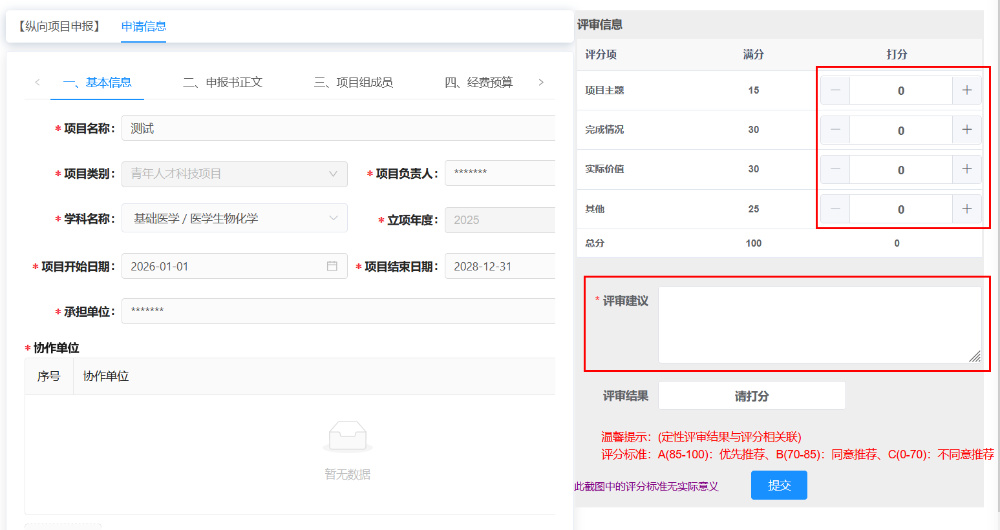 【纵向项目申报】 申请信息
一、基本信息 二、申报书正文 三、项目组成员 四、经费预算
* 项目名称： 测试
* 项目类别： 青年人才科技项目 * 项目负责人： *******
* 学科名称： 基础医学 / 医学生物化学 * 立项年度： 2025
* 项目开始日期： 2026-01-01 * 项目结束日期： 2028-12-31
* 承担单位： *******
* 协作单位
序号 协作单位
暂无数据
评审信息
评分项 满分 打分
项目主题 15 0
完成情况 30 0
实际价值 30 0
其他 25 0
总分 100 0
* 评审建议
评审结果 请打分
温馨提示：(定性评审结果与评分相关联)
评分标准：A(85-100)：优先推荐、B(70-85)：同意推荐、C(0-70)：不同意推荐
此截图中的评分标准无实际意义
提交